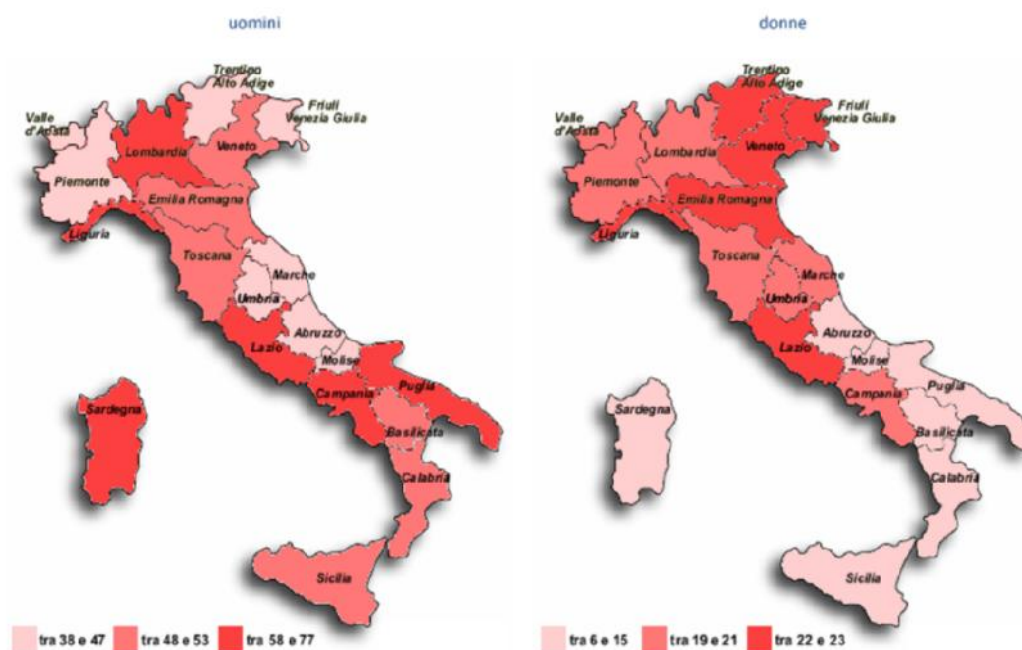 uomini
Trentino
Alto Adige
Friuli
Venezia Giulia
Valle
d'Aosta
Lombardia
Veneto
Piemonte
Emilia Romagna
Liguria
Toscana
Marche
Umbria
Abruzzo
Lazio
Molise
Campania
Puglia
Sardegna
Basilicata
Calabria
Sicilia
tra 38 e 47
tra 48 e 53
tra 58 e 77
donne
Trentino
Alto Adige
Friuli
Venezia Giulia
Valle
d'Aosta
Lombardia
Veneto
Piemonte
Emilia Romagna
Liguria
Toscana
Marche
Umbria
Abruzzo
Lazio
Molise
Campania
Puglia
Sardegna
Basilicata
Calabria
Sicilia
tra 6 e 15
tra 19 e 21
tra 22 e 23